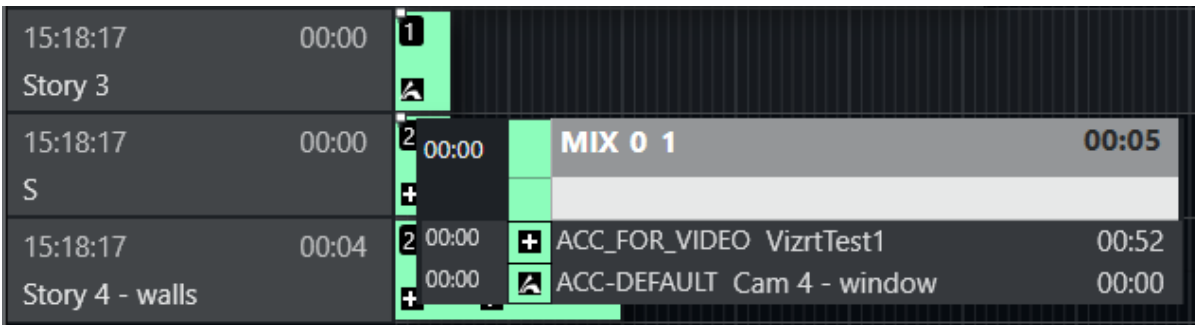 15:18:17 00:00 1
Story 3
15:18:17 00:00 2 00:00 MIX 0 1 00:05
S
15:18:17 00:04 2 00:00 ACC_FOR_VIDEO VizrtTest1 00:52
Story 4 - walls 00:00 ACC-DEFAULT Cam 4 - window 00:00